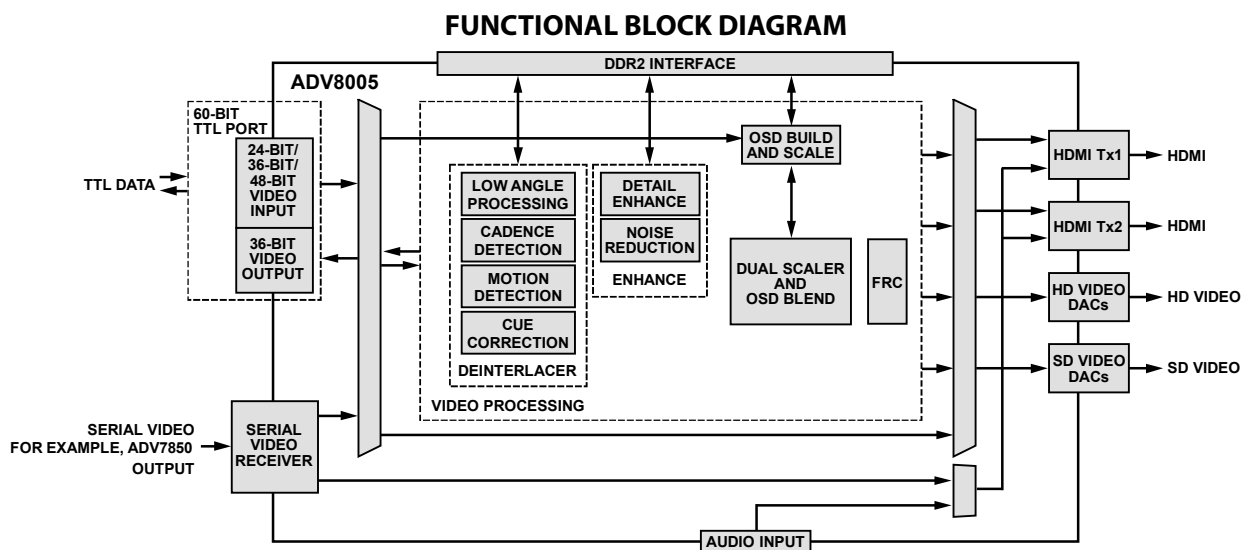 FUNCTIONAL BLOCK DIAGRAM
DDR2 INTERFACE
ADV8005
60-BIT
TTL PORT
24-BIT/
36-BIT/
48-BIT
VIDEO
INPUT
TTL DATA
36-BIT
VIDEO
OUTPUT
OSD BUILD
AND SCALE
LOW ANGLE
PROCESSING
CADENCE
DETECTION
MOTION
DETECTION
CUE
CORRECTION
DEINTERLACER
DETAIL
ENHANCE
NOISE
REDUCTION
ENHANCE
DUAL SCALER
AND
OSD BLEND
FRC
VIDEO PROCESSING
HDMI Tx1
HDMI
HDMI Tx2
HDMI
HD VIDEO
DACs
HD VIDEO
SD VIDEO
DACs
SD VIDEO
SERIAL VIDEO
FOR EXAMPLE, ADV7850
OUTPUT
SERIAL
VIDEO
RECEIVER
AUDIO INPUT